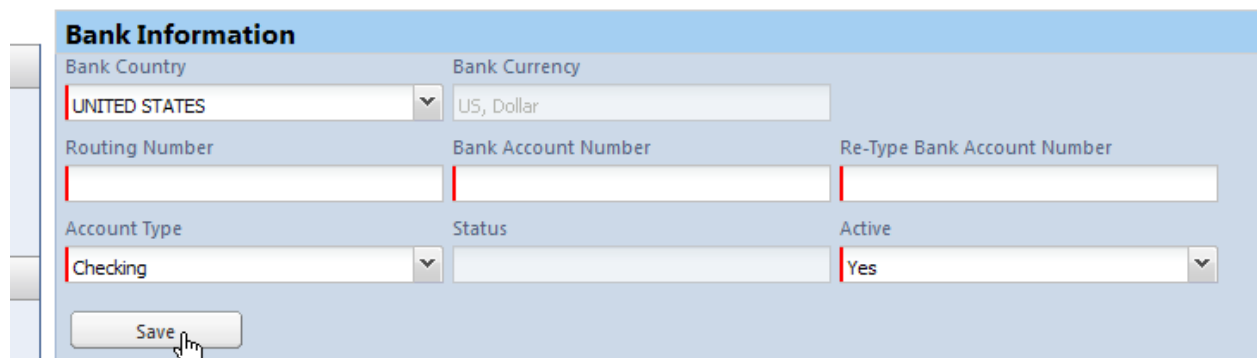 Bank Information
Bank Country Bank Currency
UNITED STATES US, Dollar
Routing Number Bank Account Number Re-Type Bank Account Number
Account Type Status Active
Checking Yes
Save